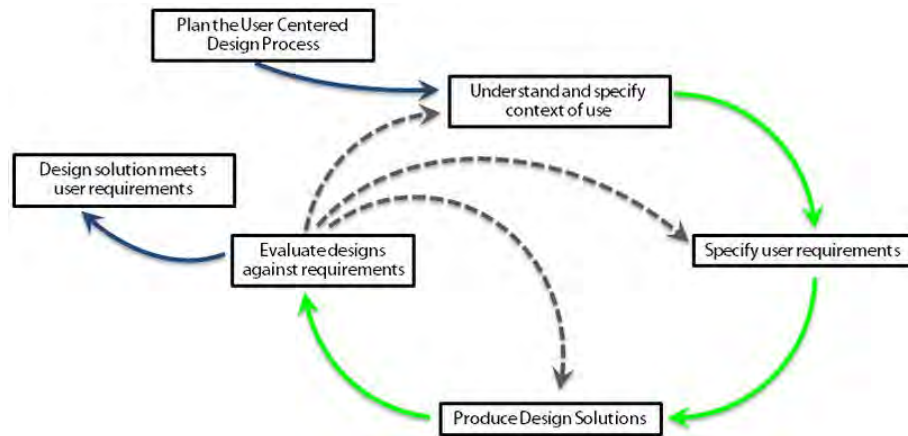 Plan the User Centered
Design Process
Understand and specify
context of use
Design solution meets
user requirements
Evaluate designs
against requirements
Specify user requirements
Produce Design Solutions